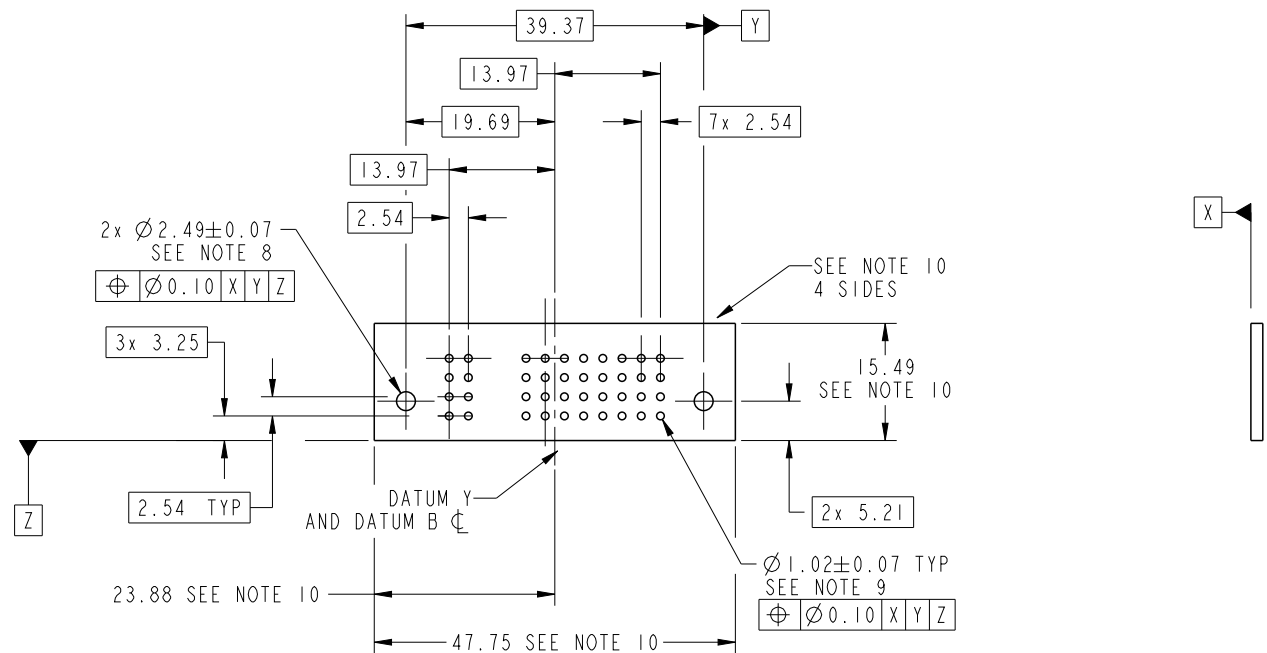 39.37
Y
13.97
19.69
7x 2.54
13.97
2.54
X
2x Ø2.49±0.07
SEE NOTE 8
⌖ Ø0.10 X Y Z
SEE NOTE 10
4 SIDES
3x 3.25
15.49
SEE NOTE 10
2.54 TYP
Z
DATUM Y
AND DATUM B ℄
2x 5.21
Ø1.02±0.07 TYP
SEE NOTE 9
⌖ Ø0.10 X Y Z
23.88 SEE NOTE 10
47.75 SEE NOTE 10